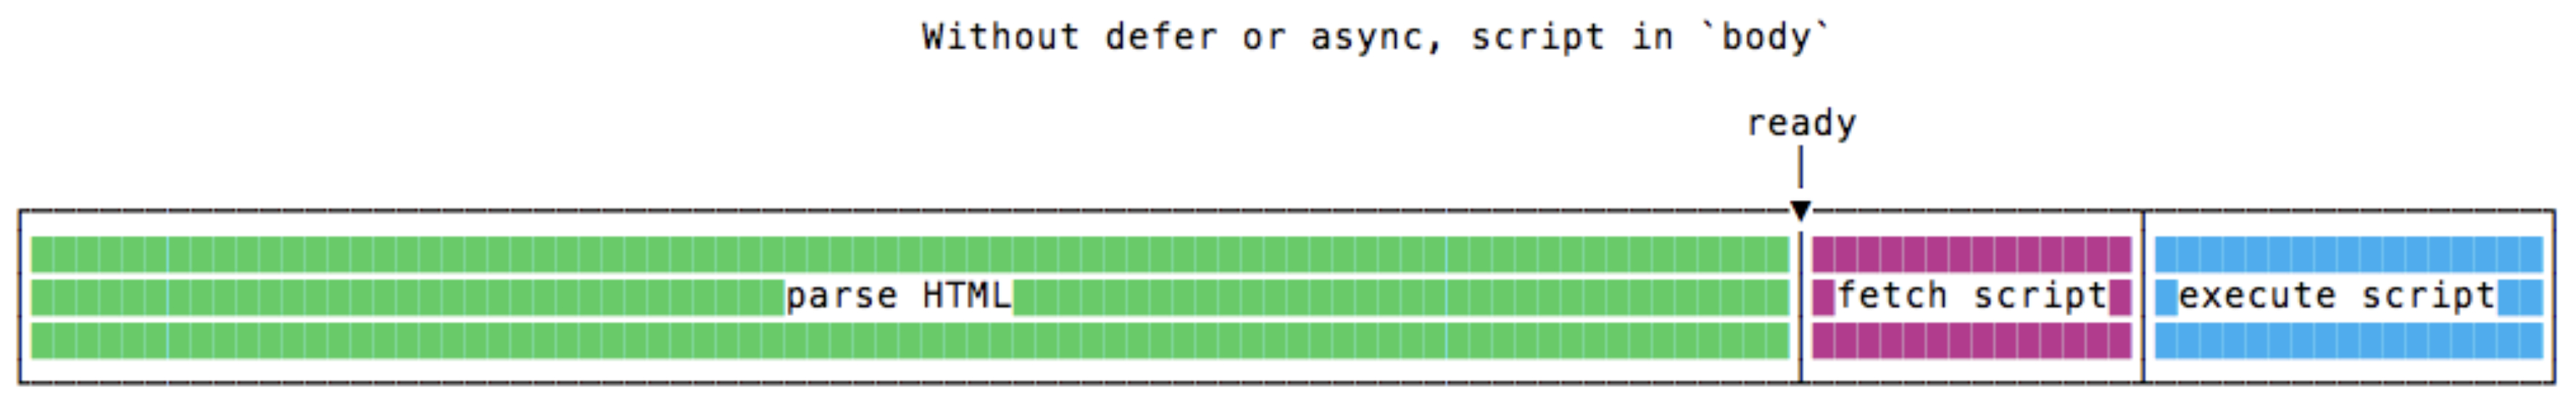 Without defer or async, script in `body`
ready
parse HTML fetch script execute script